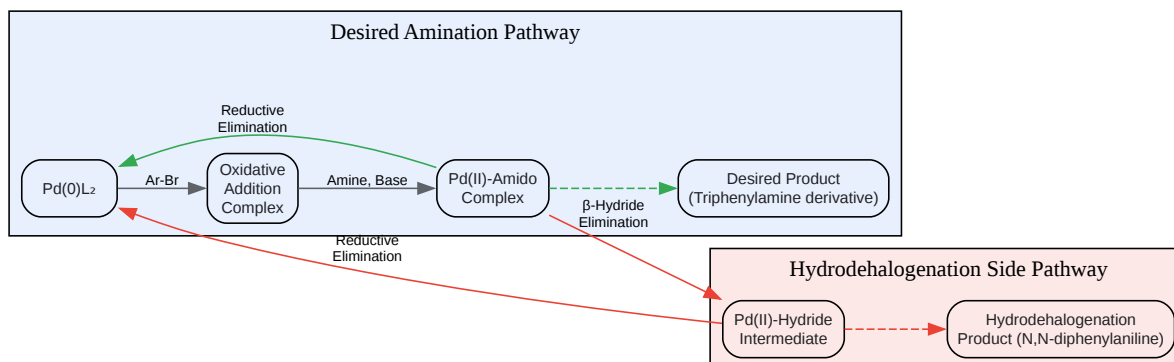 Desired Amination Pathway
Reductive
Elimination
Pd(0)L₂
Ar-Br
Oxidative
Addition
Complex
Amine, Base
Pd(II)-Amido
Complex
β-Hydride
Elimination
Desired Product
(Triphenylamine derivative)
Reductive
Elimination
Hydrodehalogenation Side Pathway
Pd(II)-Hydride
Intermediate
Hydrodehalogenation
Product (N,N-diphenylaniline)